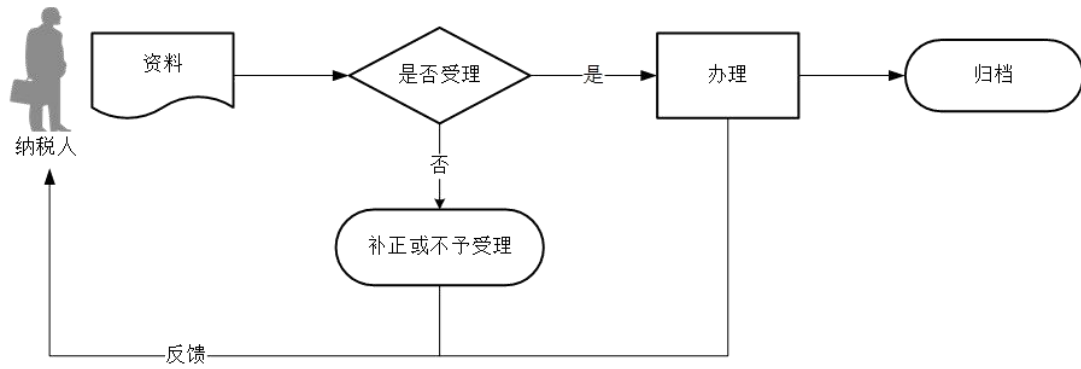 资料
是否受理
是
办理
归档
纳税人
否
补正或不予受理
反馈